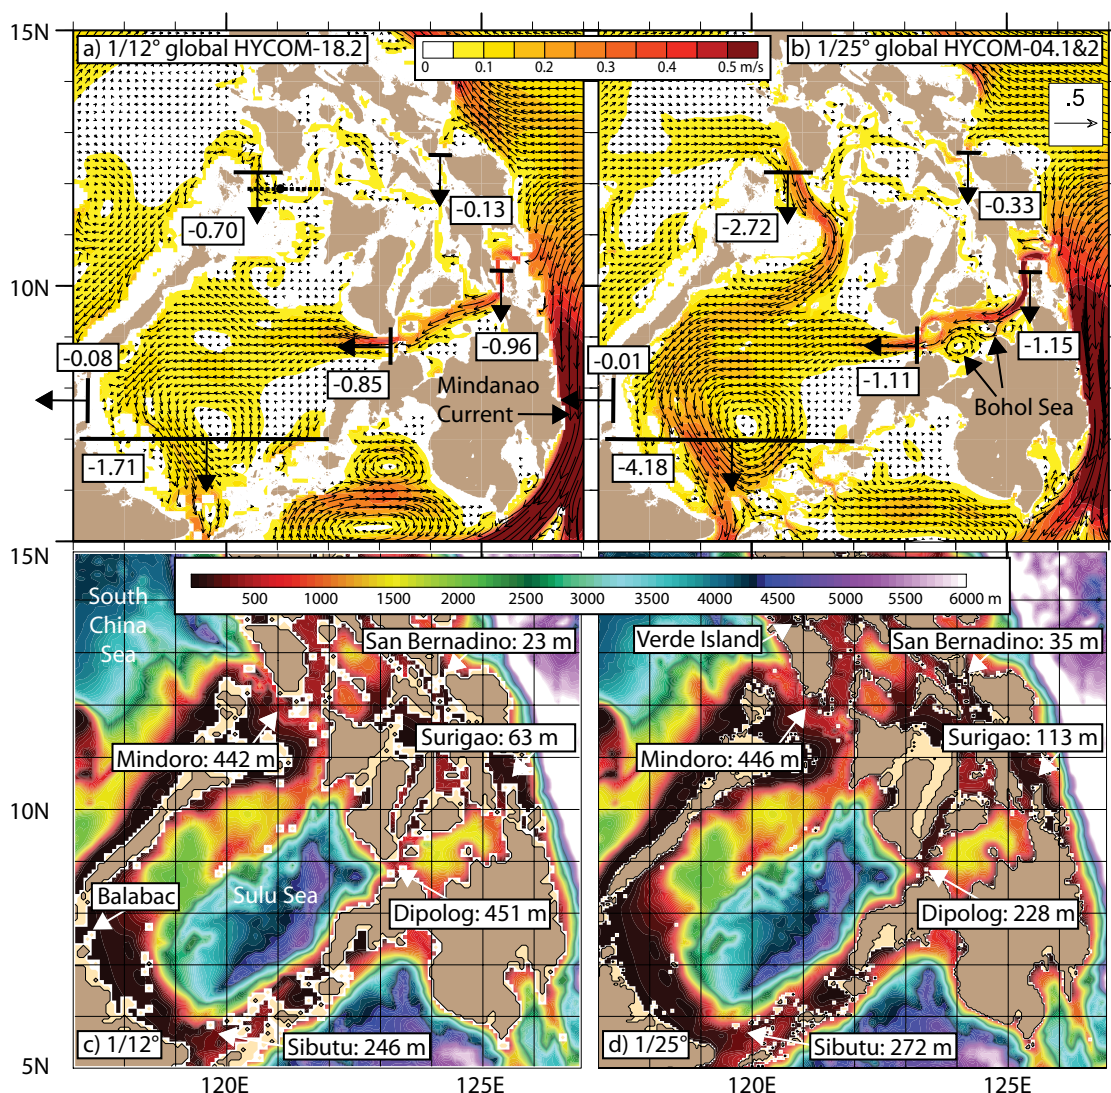 15N
a) 1/12° global HYCOM-18.2
0 0.1 0.2 0.3 0.4 0.5 m/s
b) 1/25° global HYCOM-04.1&2
.5
-0.70
-0.13
-2.72
-0.33
10N
-0.08
-0.85
-0.96
Mindanao
Current
-0.01
-1.11
-1.15
Bohol Sea
-1.71
-4.18
15N
500 1000 1500 2000 2500 3000 3500 4000 4500 5000 5500 6000 m
South
China
Sea
San Bernadino: 23 m
Verde Island
San Bernadino: 35 m
Surigao: 63 m
Surigao: 113 m
Mindoro: 442 m
Mindoro: 446 m
10N
Balabac
Sulu Sea
Dipolog: 451 m
Dipolog: 228 m
c) 1/12°
Sibutu: 246 m
d) 1/25°
Sibutu: 272 m
5N
120E 125E 120E 125E